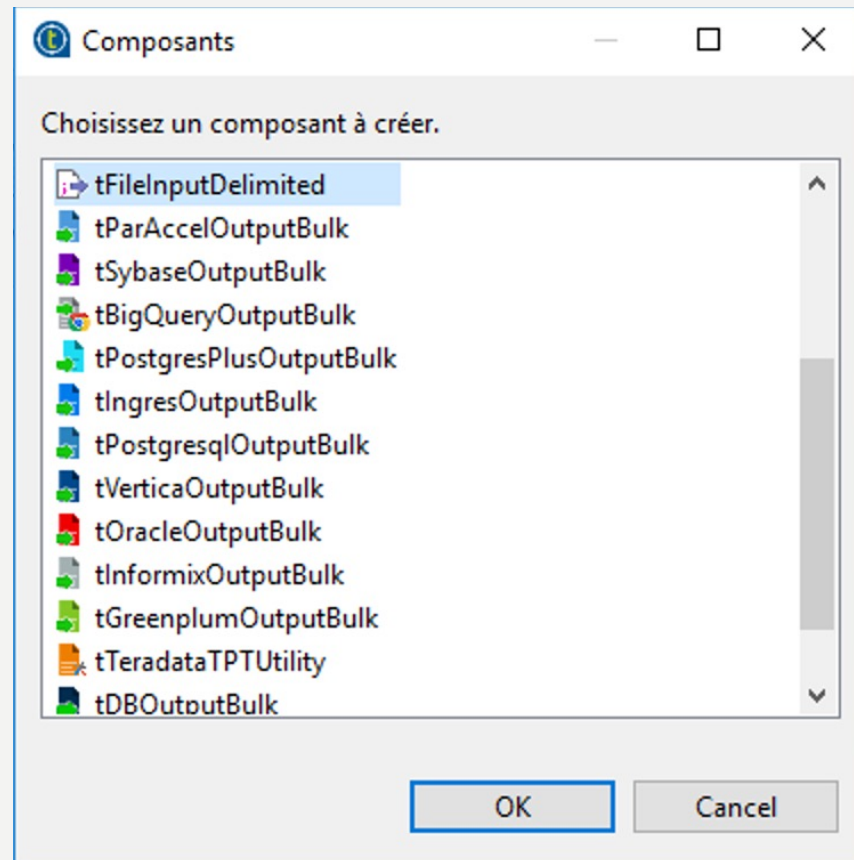 Composants
Choisissez un composant à créer.
tFileInputDelimited
tParAccelOutputBulk
tSybaseOutputBulk
tBigQueryOutputBulk
tPostgresPlusOutputBulk
tIngresOutputBulk
tPostgresqlOutputBulk
tVerticaOutputBulk
tOracleOutputBulk
tInformixOutputBulk
tGreenplumOutputBulk
tTeradataTPTUtility
tDBOutputBulk
OK Cancel